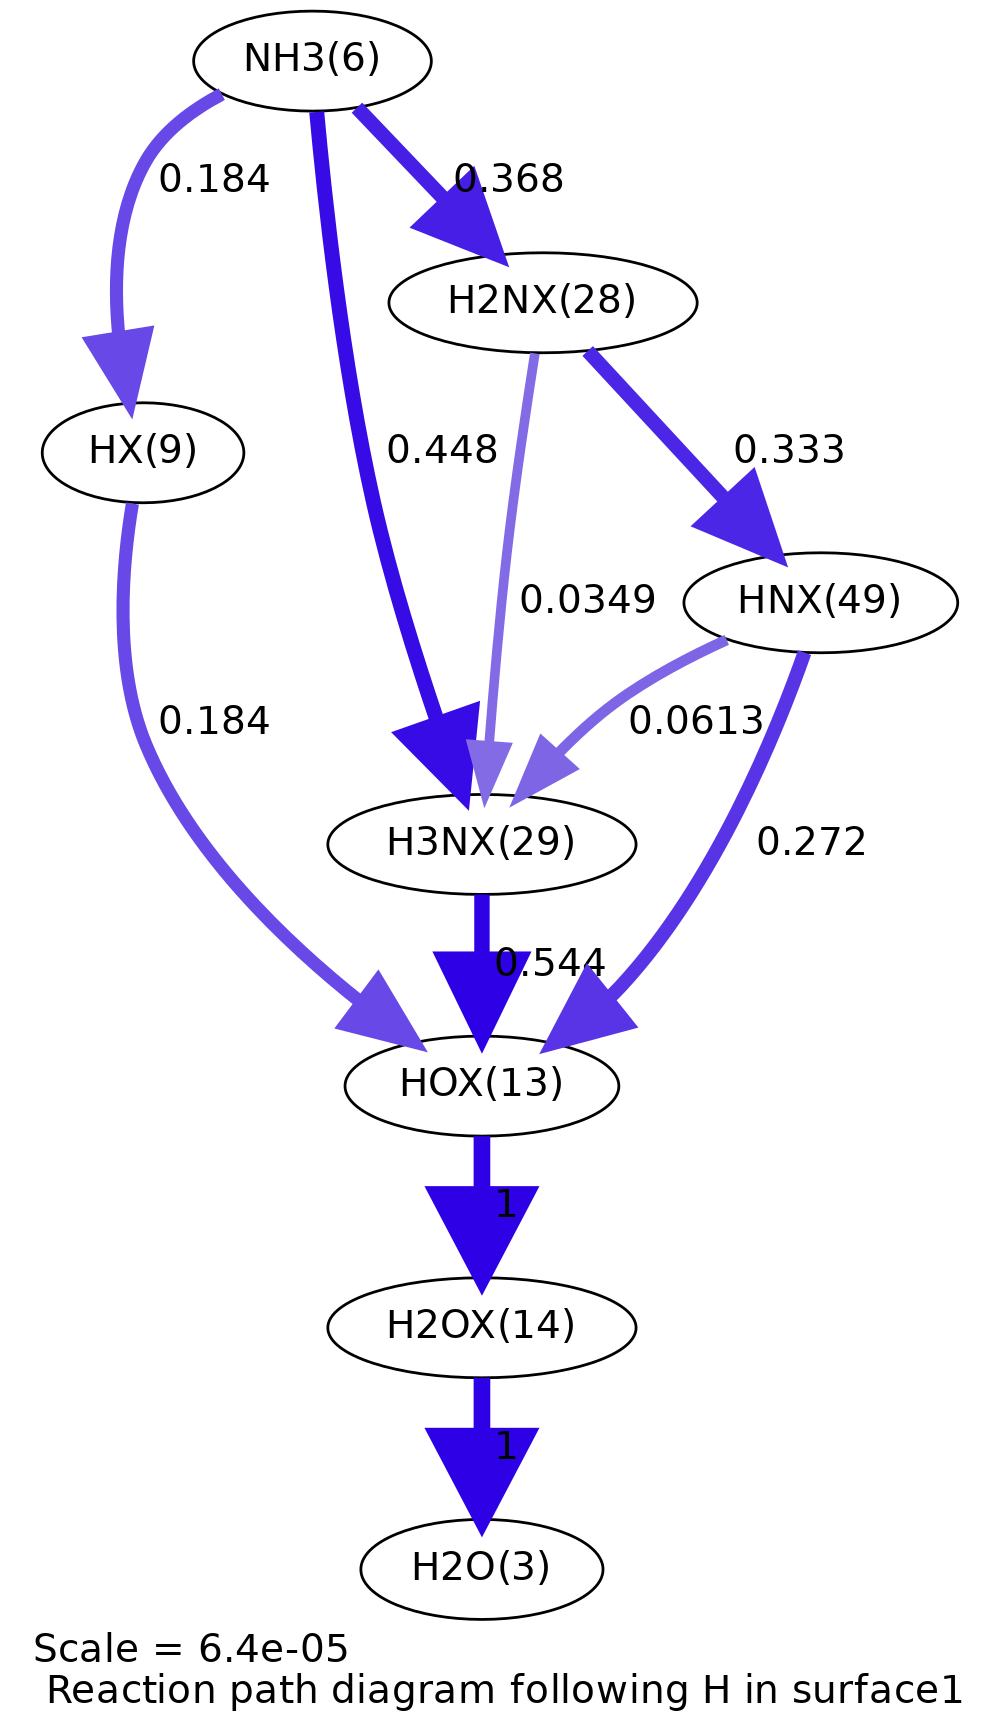 NH3(6)
0.184
0.368
H2NX(28)
HX(9)
0.448
0.333
0.0349
HNX(49)
0.184
0.0613
H3NX(29)
0.272
0.544
HOX(13)
1
H2OX(14)
1
H2O(3)
Scale = 6.4e-05
Reaction path diagram following H in surface1